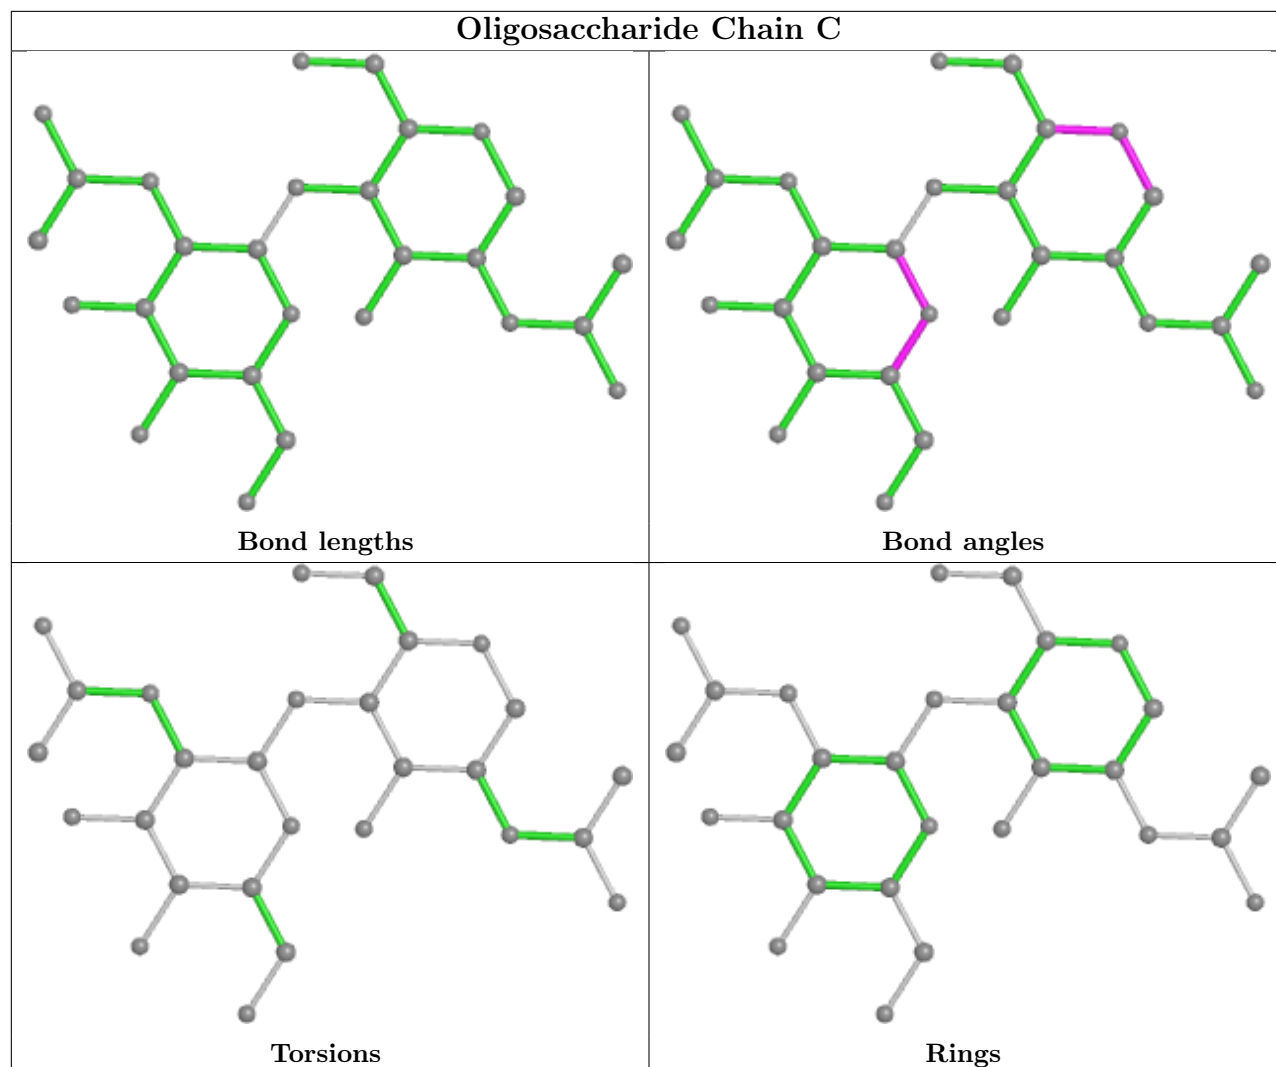 Oligosaccharide Chain C
Bond lengths
Bond angles
Torsions
Rings